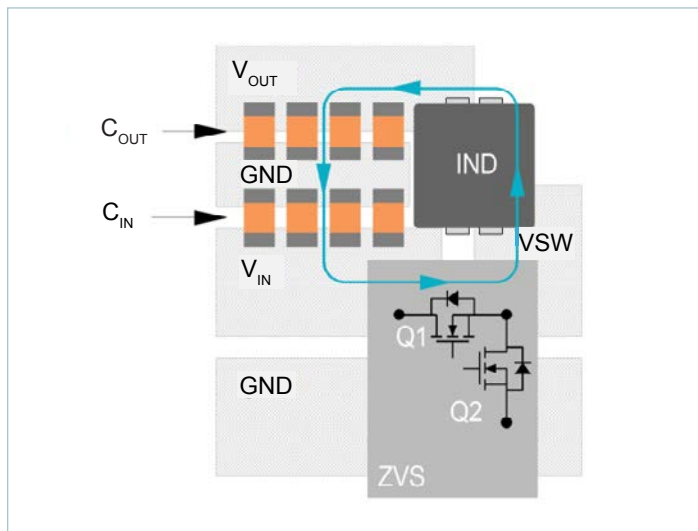 VOUT
COUT
IND
GND
CIN
VSW
VIN
Q1
GND
Q2
ZVS